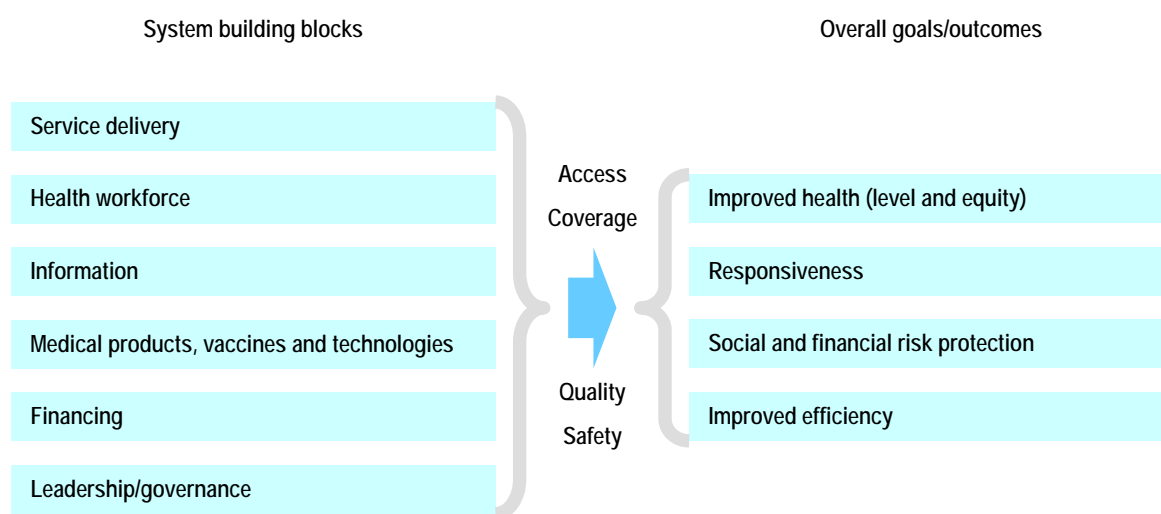 System building blocks
Overall goals/outcomes
Service delivery
Health workforce
Information
Medical products, vaccines and technologies
Financing
Leadership/governance
Access
Coverage
Quality
Safety
Improved health (level and equity)
Responsiveness
Social and financial risk protection
Improved efficiency